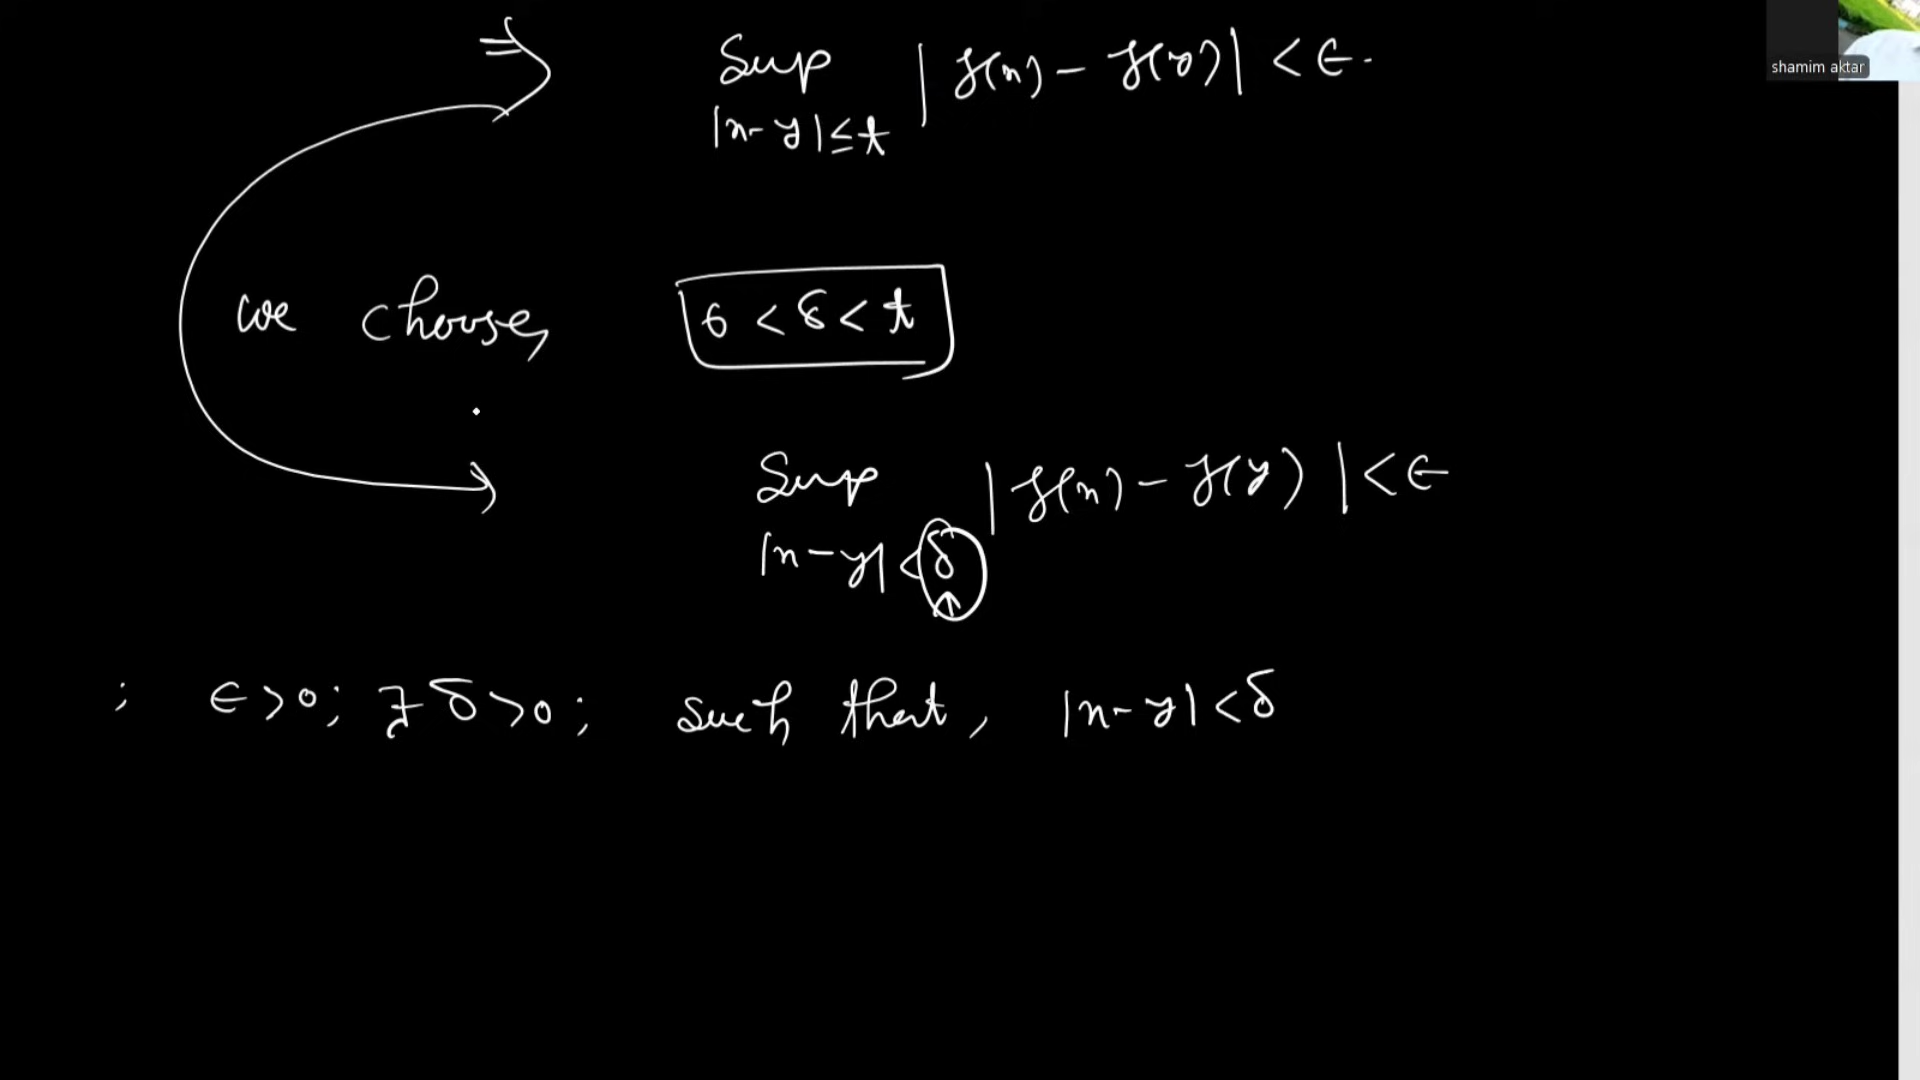 ⇒ Sup |f(x) - f(y)| < ε.
|x-y| ≤ t
shamim aktar
we choose, 0 < δ < t
Sup |f(x) - f(y)| < ε
|x-y| < δ
; ε > 0; ∃ δ > 0; such that, |x-y| < δ